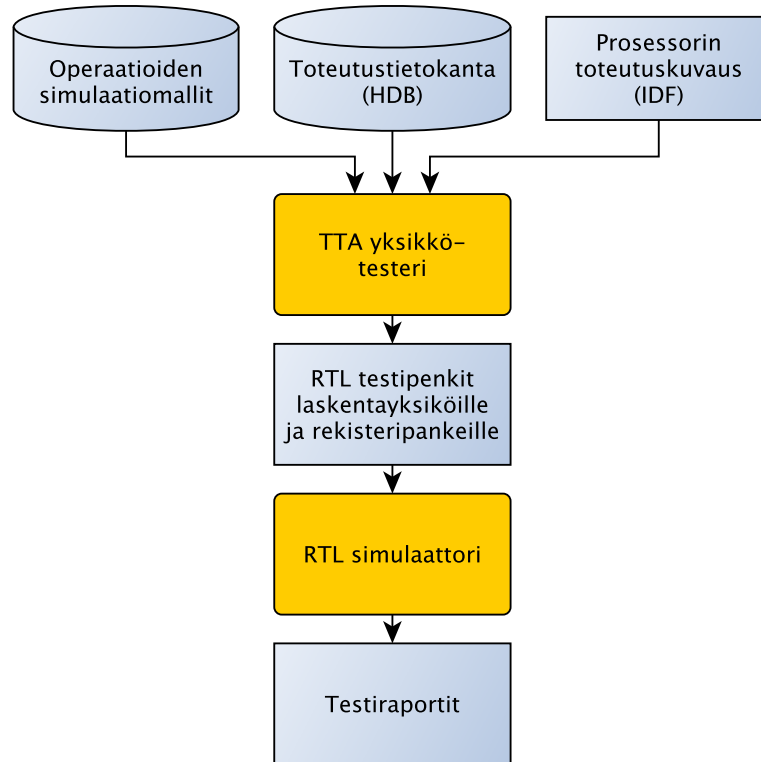 Operaatioiden
simulaatiomallit
Toteutustietokanta
(HDB)
Prosessorin
toteutuskuvaus
(IDF)
TTA yksikkö-
testeri
RTL testipenkit
laskentayksiköille
ja rekisteripankeille
RTL simulaattori
Testiraportit